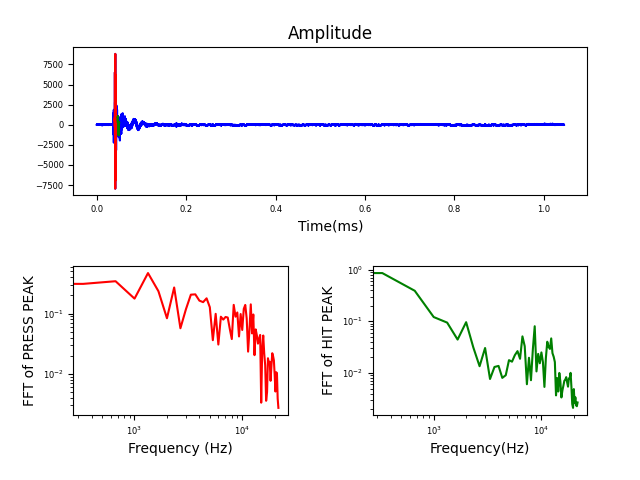 Amplitude
7500
5000
2500
0
−2500
−5000
−7500
0.0 0.2 0.4 0.6 0.8 1.0
Time(ms)
FFT of PRESS PEAK
10⁻¹
10⁻²
10³ 10⁴
Frequency (Hz)
FFT of HIT PEAK
10⁰
10⁻¹
10⁻²
10³ 10⁴
Frequency(Hz)